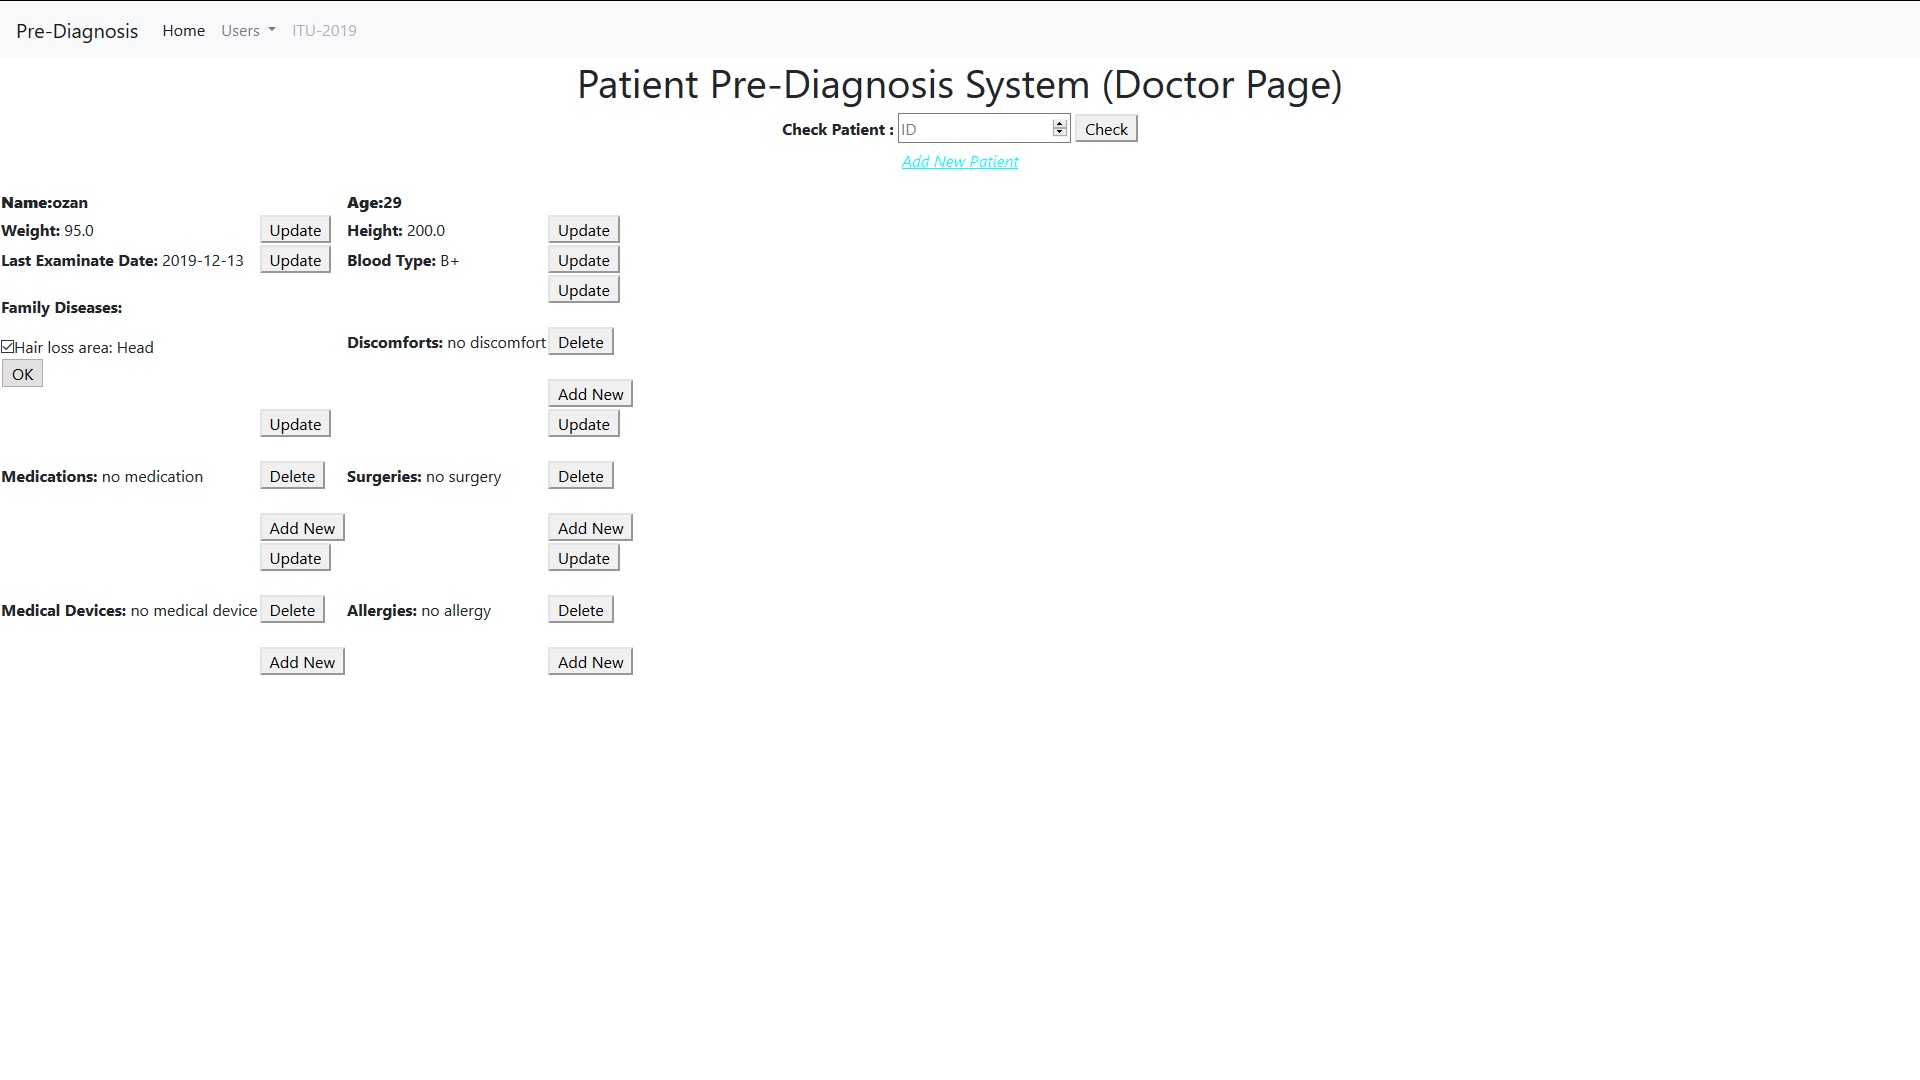 Pre-Diagnosis Home Users ITU-2019
Patient Pre-Diagnosis System (Doctor Page)
Check Patient : ID Check
Add New Patient
Name:ozan Age:29
Weight: 95.0 Update Height: 200.0 Update
Last Examinate Date: 2019-12-13 Update Blood Type: B+ Update
Update
Family Diseases:
Discomforts: no discomfort Delete
Hair loss area: Head
OK
Add New
Update Update
Medications: no medication Delete Surgeries: no surgery Delete
Add New Add New
Update Update
Medical Devices: no medical device Delete Allergies: no allergy Delete
Add New Add New